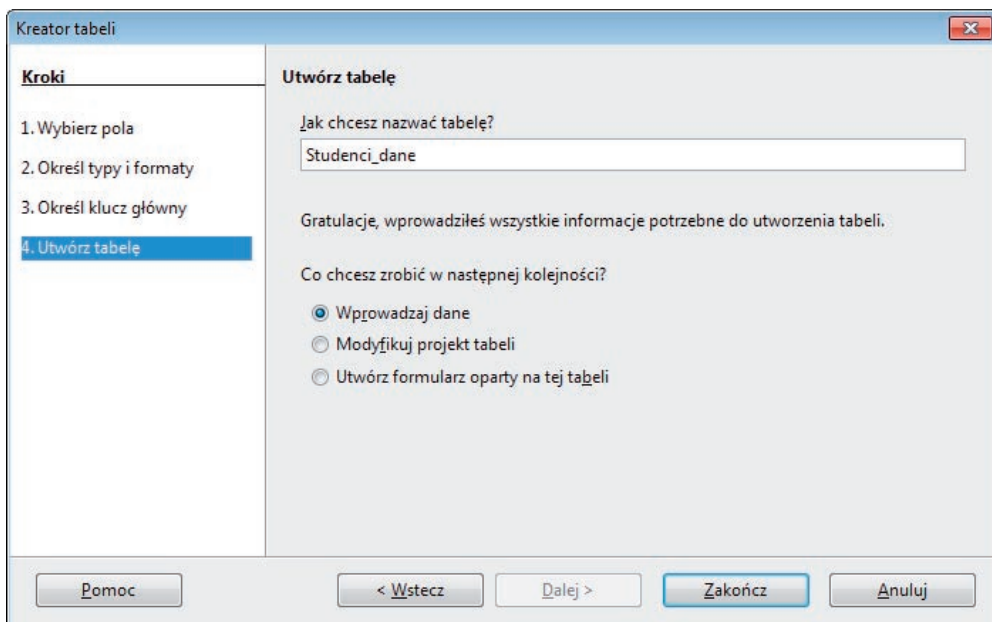 Kreator tabeli
Kroki
1. Wybierz pola
2. Określ typy i formaty
3. Określ klucz główny
4. Utwórz tabelę
Utwórz tabelę
Jak chcesz nazwać tabelę?
Studenci_dane
Gratulacje, wprowadziłeś wszystkie informacje potrzebne do utworzenia tabeli.
Co chcesz zrobić w następnej kolejności?
Wprowadzaj dane
Modyfikuj projekt tabeli
Utwórz formularz oparty na tej tabeli
Pomoc
< Wstecz
Dalej >
Zakończ
Anuluj